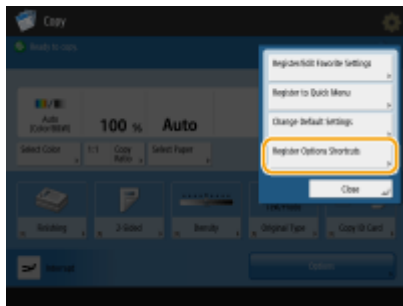 Copy
Ready to copy.
Register/Edit Favorite Settings
Register to Quick Menu
Change Default Settings
Register Options Shortcuts
Close
Auto
(Color/B&W)
100 %
Auto
Select Color
1:1
Copy
Ratio
Select Paper
Finishing
2-Sided
Density
Original Type
Copy ID Card
Interrupt
Options